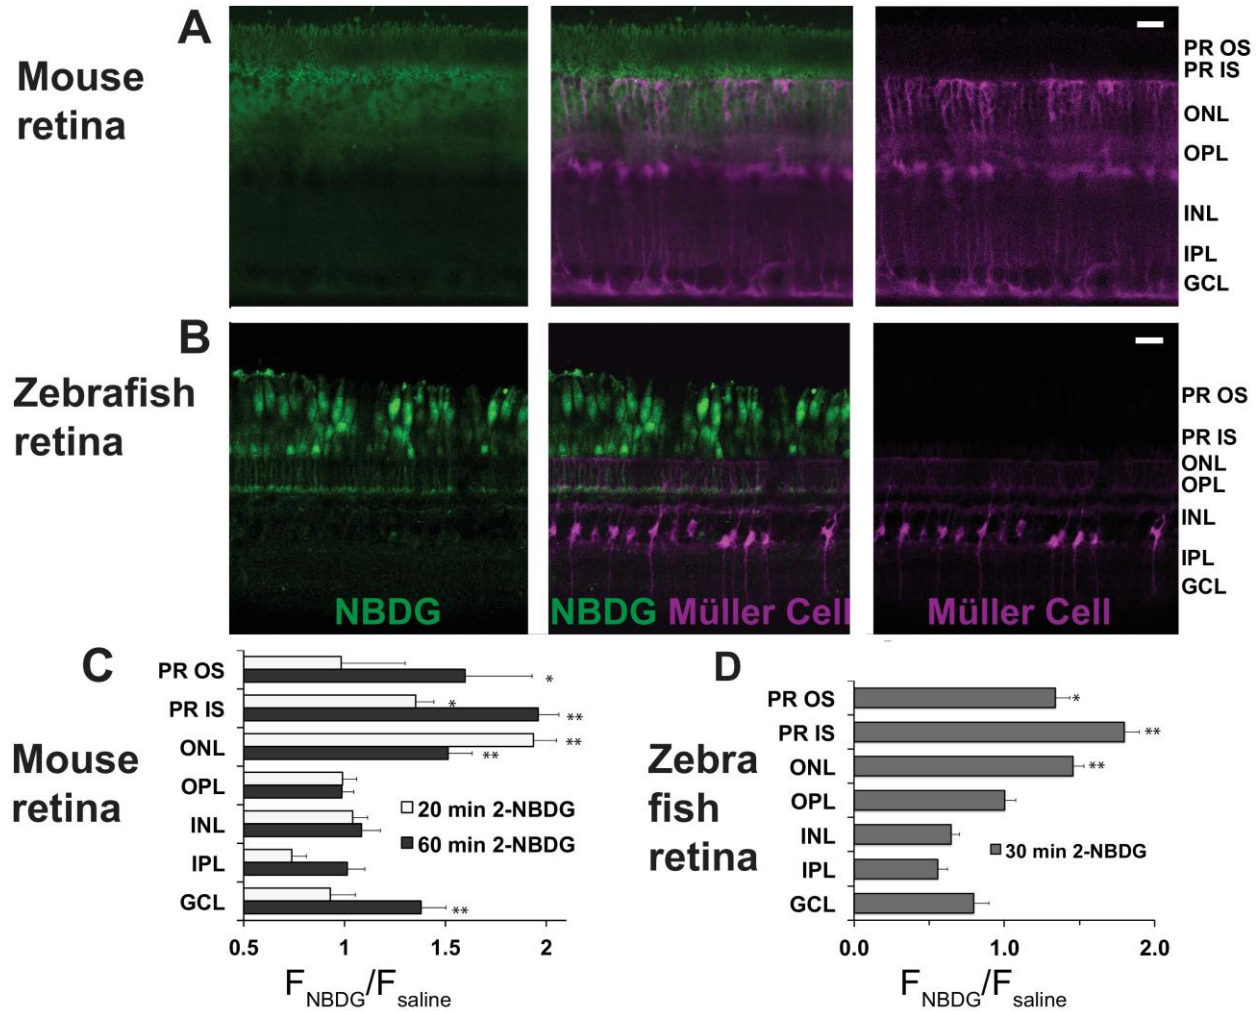 A
Mouse
retina
PR OS
PR IS
ONL
OPL
INL
IPL
GCL
B
Zebrafish
retina
PR OS
PR IS
ONL
OPL
INL
IPL
GCL
NBDG
NBDG Müller Cell
Müller Cell
C
Mouse
retina
PR OS
PR IS
ONL
OPL
INL
IPL
GCL
*
*
**
**
**
**
20 min 2-NBDG
60 min 2-NBDG
0.5 1 1.5 2
FNBDG/Fsaline
D
Zebra
fish
retina
PR OS
PR IS
ONL
OPL
INL
IPL
GCL
*
**
**
30 min 2-NBDG
0.0 1.0 2.0
FNBDG/Fsaline